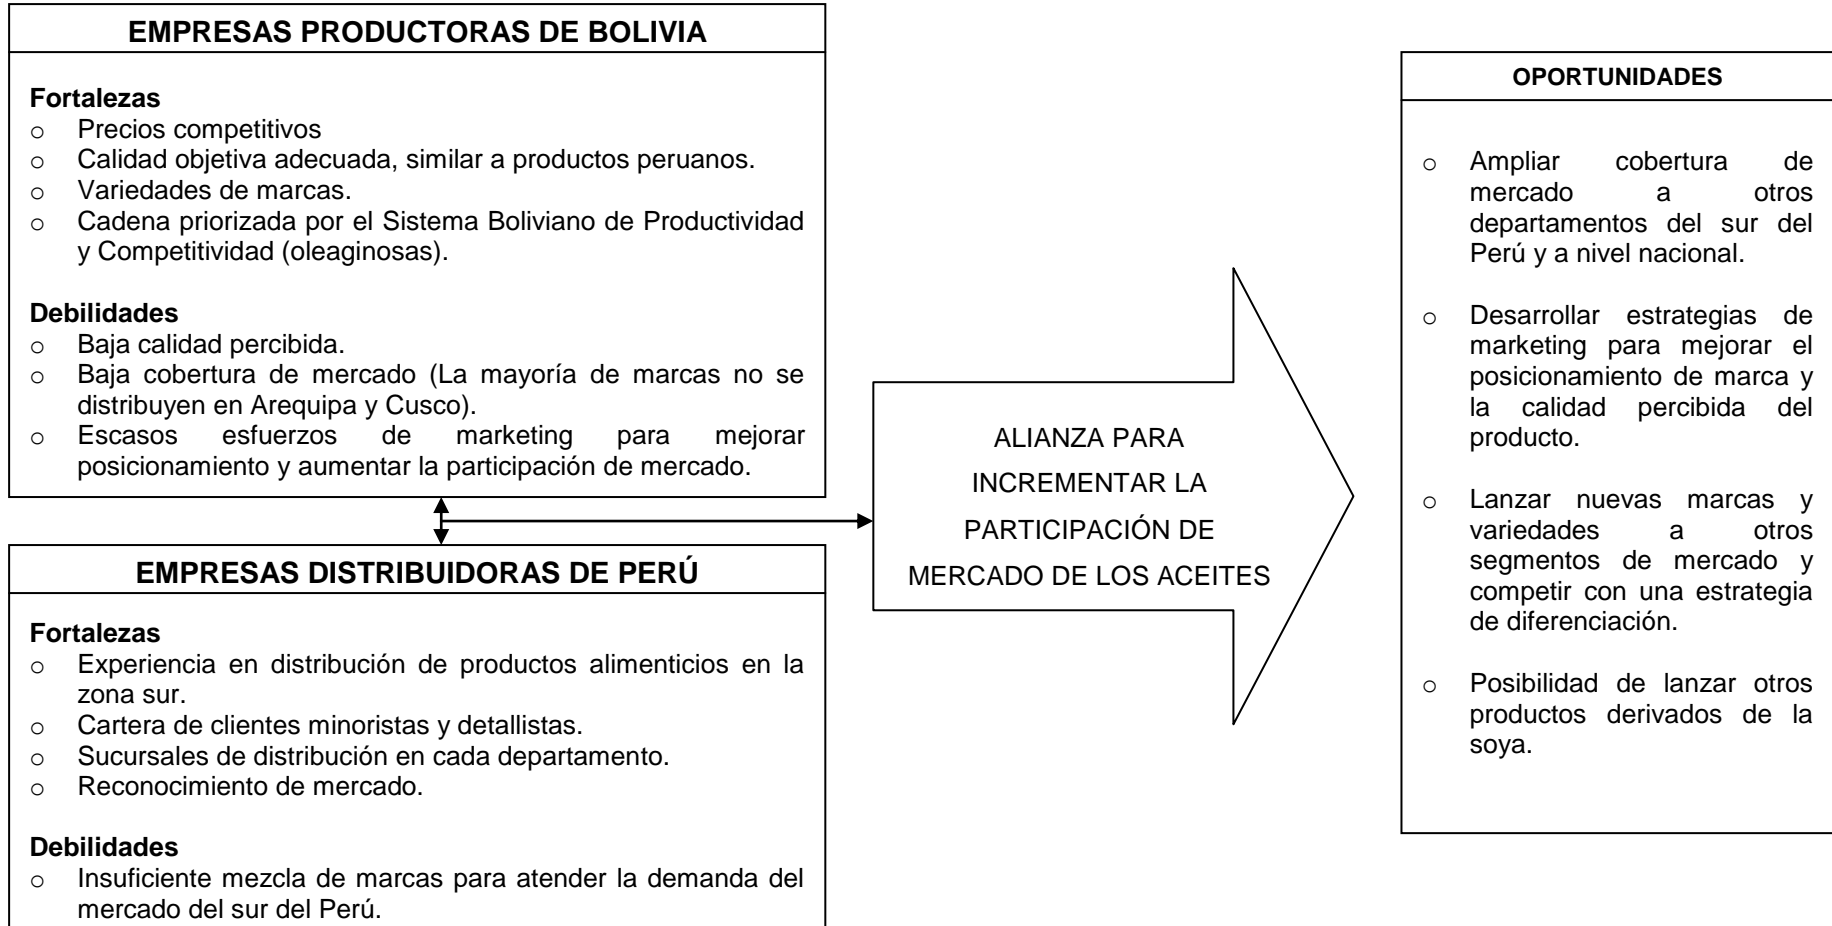 EMPRESAS PRODUCTORAS DE BOLIVIA
Fortalezas
o Precios competitivos
o Calidad objetiva adecuada, similar a productos peruanos.
o Variedades de marcas.
o Cadena priorizada por el Sistema Boliviano de Productividad
y Competitividad (oleaginosas).
Debilidades
o Baja calidad percibida.
o Baja cobertura de mercado (La mayoría de marcas no se
distribuyen en Arequipa y Cusco).
o Escasos esfuerzos de marketing para mejorar
posicionamiento y aumentar la participación de mercado.
EMPRESAS DISTRIBUIDORAS DE PERÚ
Fortalezas
o Experiencia en distribución de productos alimenticios en la
zona sur.
o Cartera de clientes minoristas y detallistas.
o Sucursales de distribución en cada departamento.
o Reconocimiento de mercado.
Debilidades
o Insuficiente mezcla de marcas para atender la demanda del
mercado del sur del Perú.
ALIANZA PARA
INCREMENTAR LA
PARTICIPACIÓN DE
MERCADO DE LOS ACEITES
OPORTUNIDADES
o Ampliar cobertura de
mercado a otros
departamentos del sur del
Perú y a nivel nacional.
o Desarrollar estrategias de
marketing para mejorar el
posicionamiento de marca y
la calidad percibida del
producto.
o Lanzar nuevas marcas y
variedades a otros
segmentos de mercado y
competir con una estrategia
de diferenciación.
o Posibilidad de lanzar otros
productos derivados de la
soya.